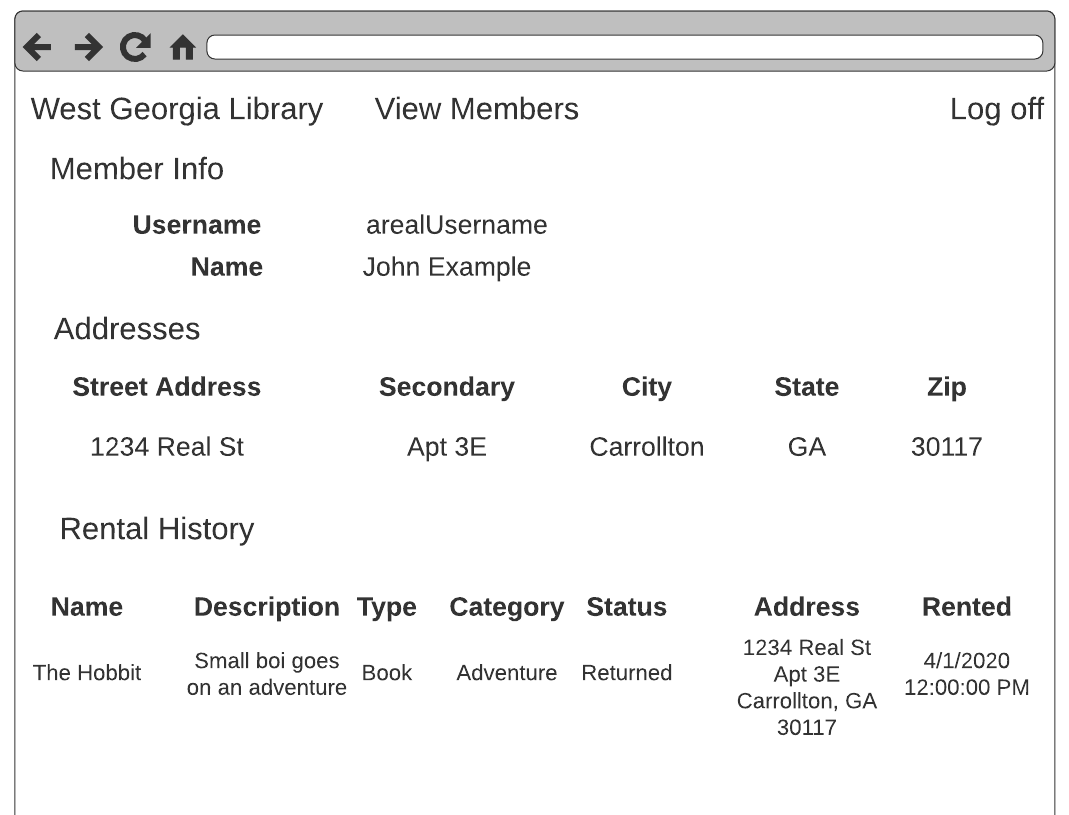 West Georgia Library View Members Log off
Member Info
Username arealUsername
Name John Example
Addresses
Street Address Secondary City State Zip
1234 Real St Apt 3E Carrollton GA 30117
Rental History
Name Description Type Category Status Address Rented
The Hobbit Small boi goes on an adventure Book Adventure Returned 1234 Real St Apt 3E Carrollton, GA 30117 4/1/2020 12:00:00 PM